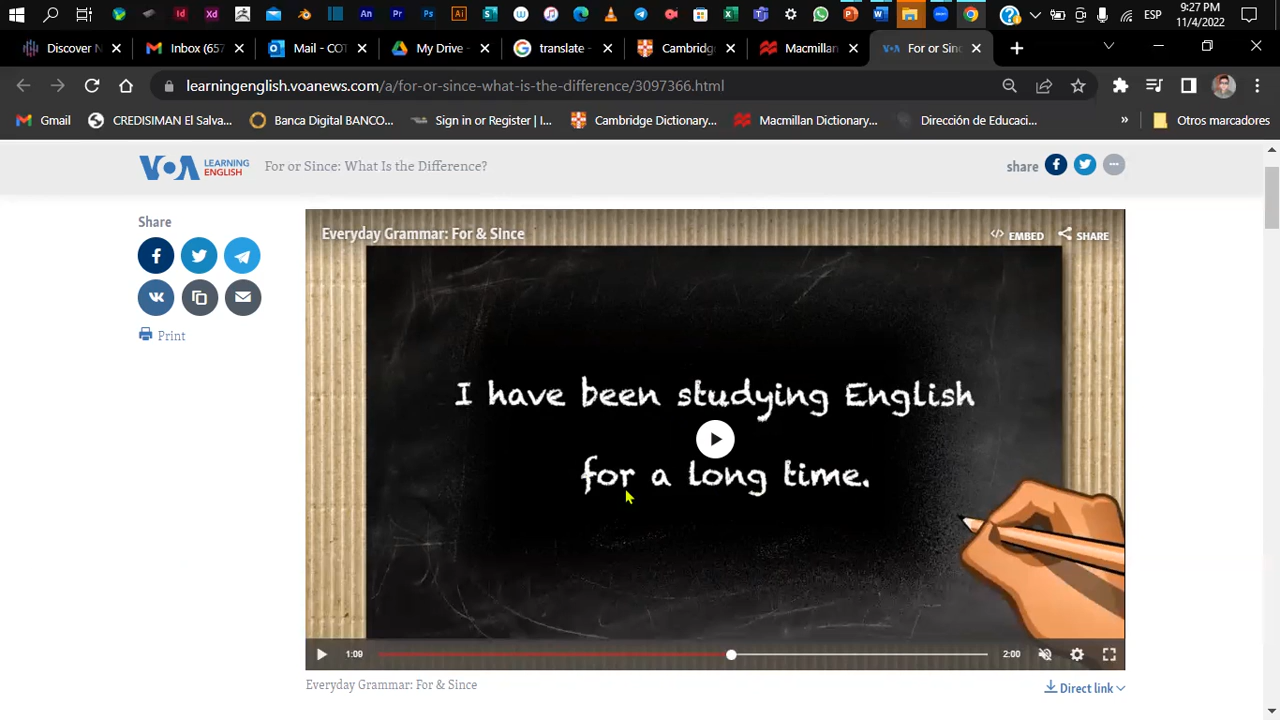 9:27 PM
ESP
11/4/2022
Discover N
Inbox (657
Mail - COT
My Drive -
translate -
Cambridg
Macmillan
For or Sinc
learningenglish.voanews.com/a/for-or-since-what-is-the-difference/3097366.html
Gmail
CREDISIMAN El Salva...
Banca Digital BANCO...
Sign in or Register | I...
Cambridge Dictionary...
Macmillan Dictionary...
Dirección de Educaci...
»
Otros marcadores
VOA LEARNING ENGLISH
For or Since: What Is the Difference?
share
Share
Print
Everyday Grammar: For & SInce
EMBED
SHARE
I have been studying English
for a long time.
1:09
2:00
Everyday Grammar: For & Since
Direct link